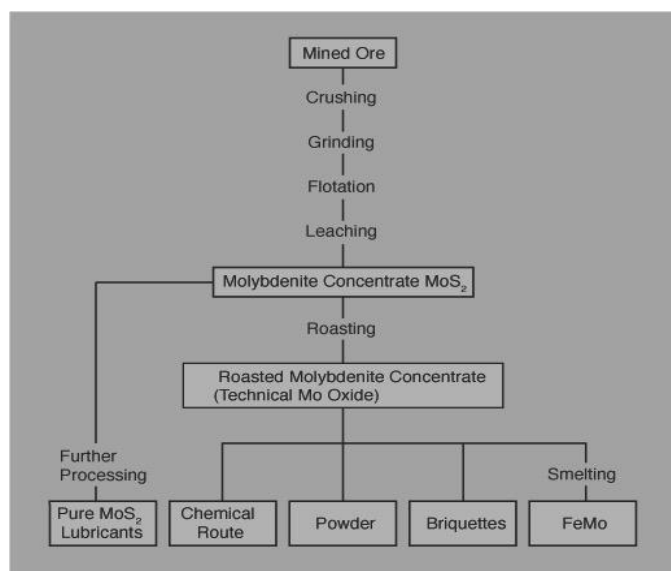 Mined Ore
Crushing
Grinding
Flotation
Leaching
Molybdenite Concentrate MoS₂
Roasting
Roasted Molybdenite Concentrate
(Technical Mo Oxide)
Further
Processing
Smelting
Pure MoS₂
Lubricants
Chemical
Route
Powder
Briquettes
FeMo